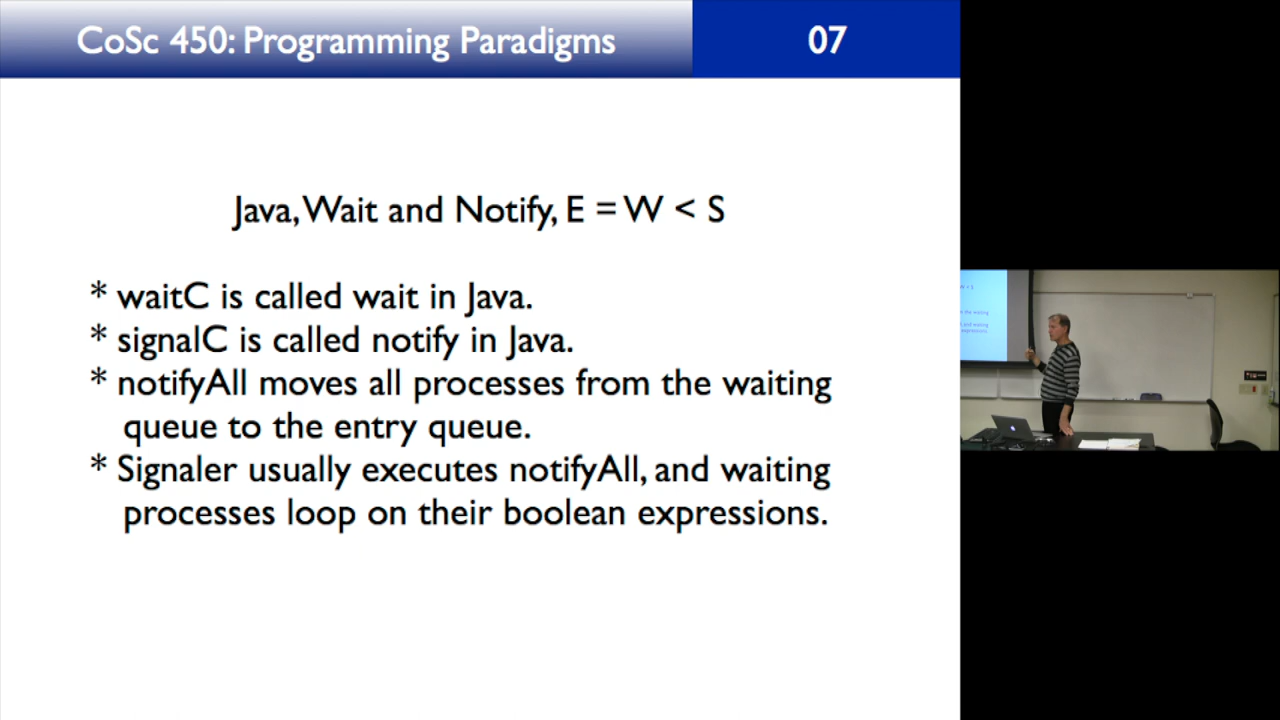 CoSc 450: Programming Paradigms
07
Java, Wait and Notify, E = W < S
* waitC is called wait in Java.
* signalC is called notify in Java.
* notifyAll moves all processes from the waiting
queue to the entry queue.
* Signaler usually executes notifyAll, and waiting
processes loop on their boolean expressions.